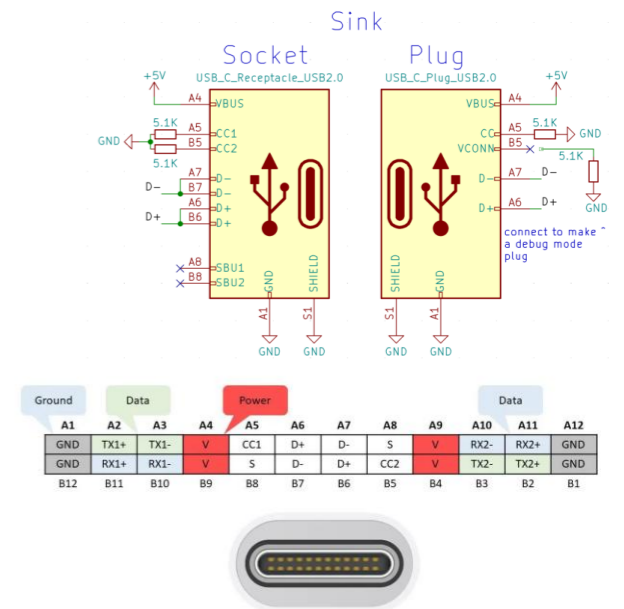 Sink
Socket Plug
USB_C_Receptacle_USB2.0 USB_C_Plug_USB2.0
+5V +5V
A4 VBUS VBUS A4
5.1K A5 CC1 CC A5 5.1K GND
GND B5 CC2 VCONN B5
5.1K 5.1K
A7 D- D- A7 D-
D- B7 D-
A6 D+ D+ A6 D+
D+ B6 D+
GND
connect to make
a debug mode
plug
A8 SBU1
B8 SBU2
GND SHIELD SHIELD GND
A1 S1 S1 A1
GND GND GND GND
Ground Data Power Data
A1 A2 A3 A4 A5 A6 A7 A8 A9 A10 A11 A12
GND TX1+ TX1- V CC1 D+ D- S V RX2- RX2+ GND
GND RX1+ RX1- V S D- D+ CC2 V TX2- TX2+ GND
B12 B11 B10 B9 B8 B7 B6 B5 B4 B3 B2 B1